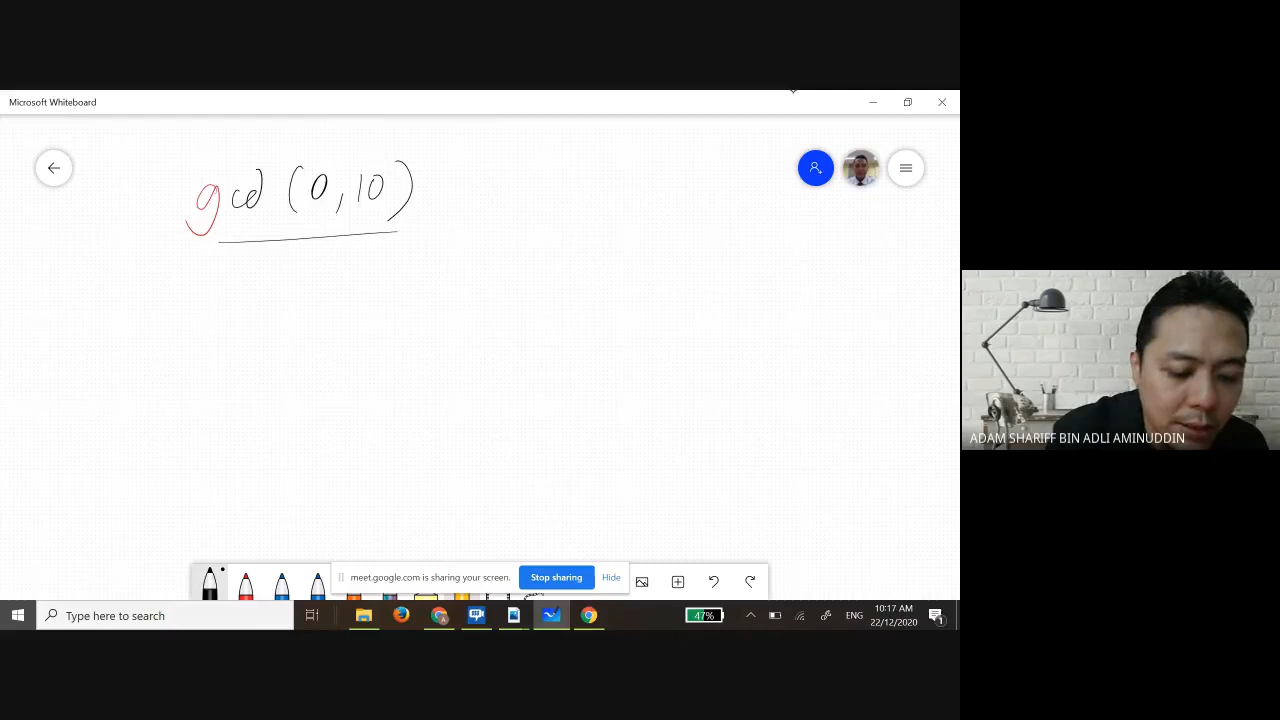 Microsoft Whiteboard
gcd (0, 10)
ADAM SHARIFF BIN ADLI AMINUDDIN
meet.google.com is sharing your screen.
Stop sharing
Hide
Type here to search
47%
ENG
10:17 AM
22/12/2020
1